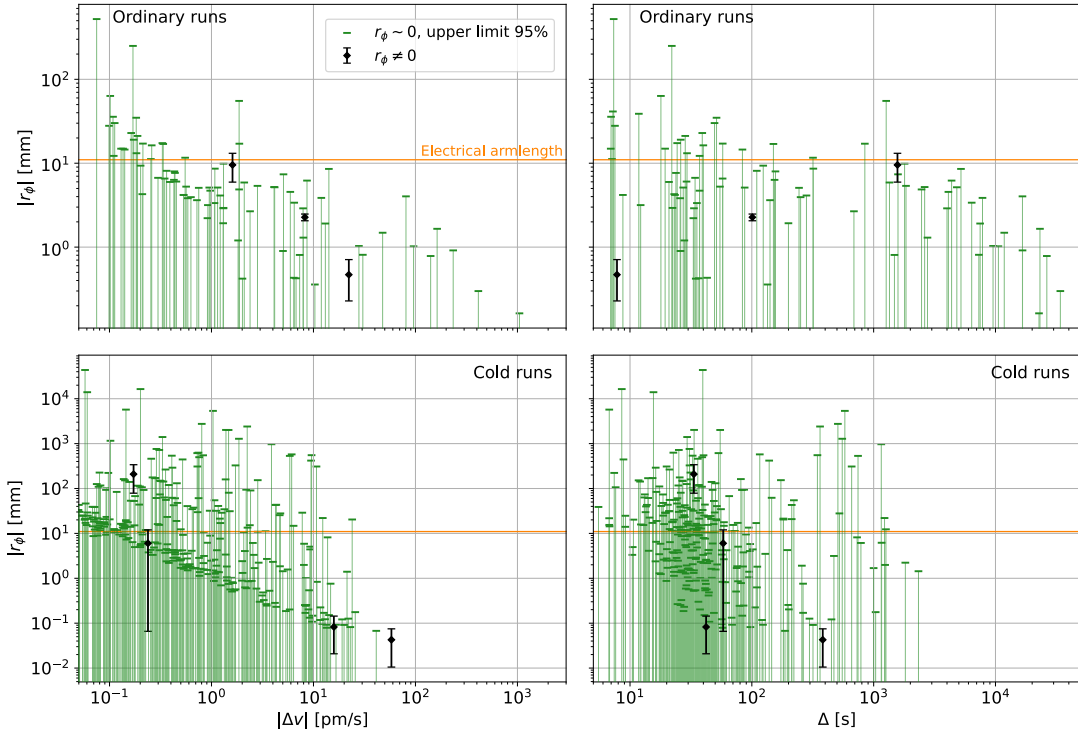 Ordinary runs
r_ϕ ∼ 0, upper limit 95%
r_ϕ ≠ 0
Electrical armlength
|r_ϕ| [mm]
10^2
10^1
10^0
Ordinary runs
Cold runs
|r_ϕ| [mm]
10^4
10^3
10^2
10^1
10^0
10^−1
10^−2
10^−1
10^0
10^1
10^2
10^3
|Δv| [pm/s]
Cold runs
10^1
10^2
10^3
10^4
Δ [s]